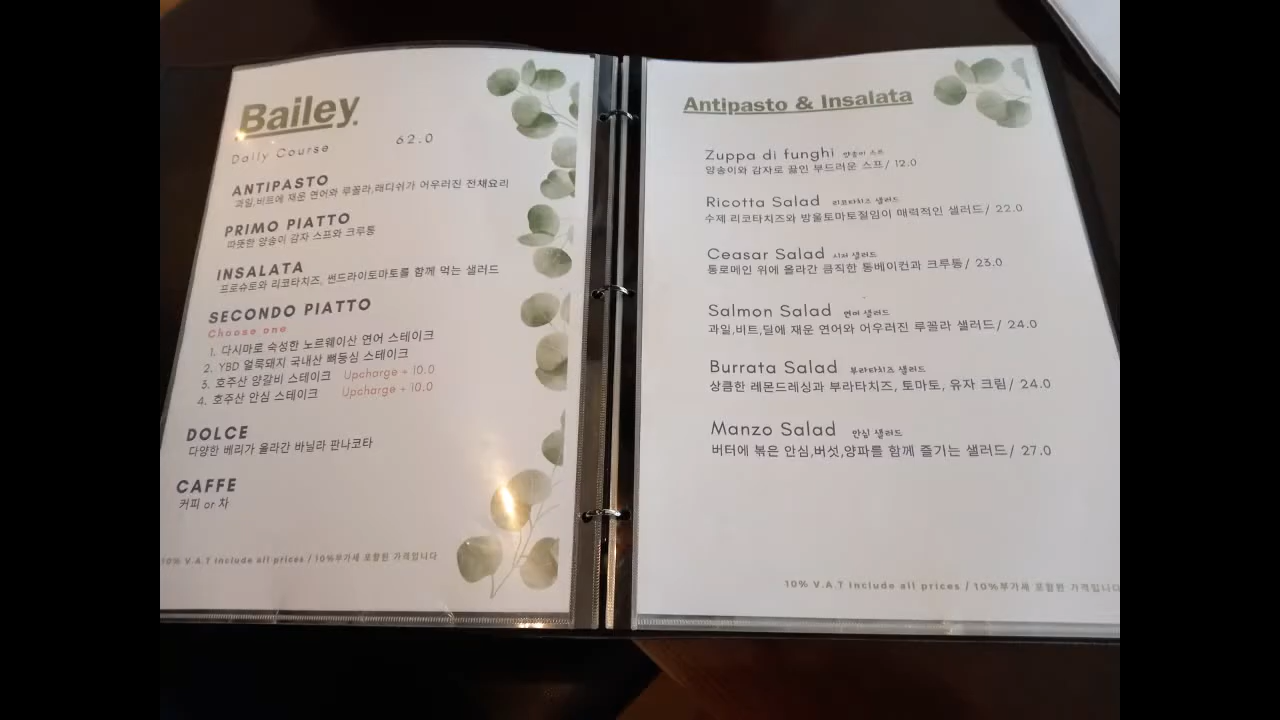 Bailey.
Daily Course 62.0
ANTIPASTO
과일,비트에 재운 연어와 루꼴라,래디쉬가 어우러진 전채요리
PRIMO PIATTO
따뜻한 양송이 감자 스프와 크루통
INSALATA
프로슈토와 리코타치즈, 썬드라이토마토를 함께 먹는 샐러드
SECONDO PIATTO
Choose one
1. 다시마로 숙성한 노르웨이산 연어 스테이크
2. YBD 얼룩돼지 국내산 뼈등심 스테이크
3. 호주산 양갈비 스테이크 Upcharge + 10.0
4. 호주산 안심 스테이크 Upcharge + 10.0
DOLCE
다양한 베리가 올라간 바닐라 판나코타
CAFFE
커피 or 차
10% V.A.T Include all prices / 10%부가세 포함된 가격입니다
Antipasto & Insalata
Zuppa di funghi 양송이 스프
양송이와 감자로 끓인 부드러운 스프/ 12.0
Ricotta Salad 리코타치즈 샐러드
수제 리코타치즈와 방울토마토절임이 매력적인 샐러드/ 22.0
Ceasar Salad 시저 샐러드
통로메인 위에 올라간 큼직한 통베이컨과 크루통/ 23.0
Salmon Salad 연어 샐러드
과일,비트,딜에 재운 연어와 어우러진 루꼴라 샐러드/ 24.0
Burrata Salad 부라타치즈 샐러드
상큼한 레몬드레싱과 부라타치즈, 토마토, 유자 크림/ 24.0
Manzo Salad 안심 샐러드
버터에 볶은 안심,버섯,양파를 함께 즐기는 샐러드/ 27.0
10% V.A.T Include all prices / 10%부가세 포함된 가격입니다